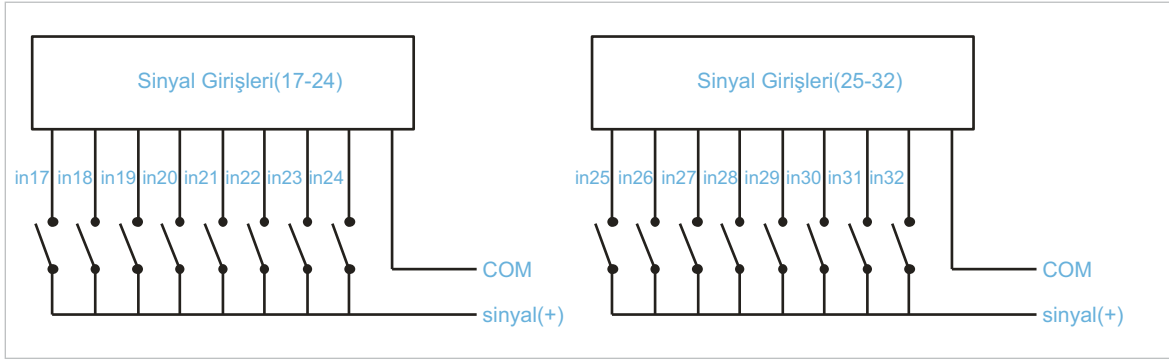 Sinyal Girişleri(17-24)
in17 in18 in19 in20 in21 in22 in23 in24
COM
sinyal(+)
Sinyal Girişleri(25-32)
in25 in26 in27 in28 in29 in30 in31 in32
COM
sinyal(+)